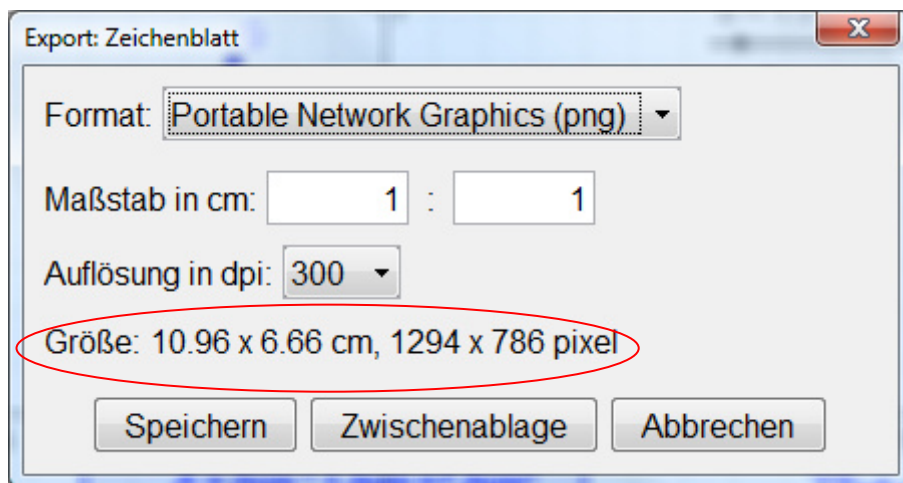 Export: Zeichenblatt
Format: Portable Network Graphics (png)
Maßstab in cm: 1 : 1
Auflösung in dpi: 300
Größe: 10.96 x 6.66 cm, 1294 x 786 pixel
Speichern Zwischenablage Abbrechen